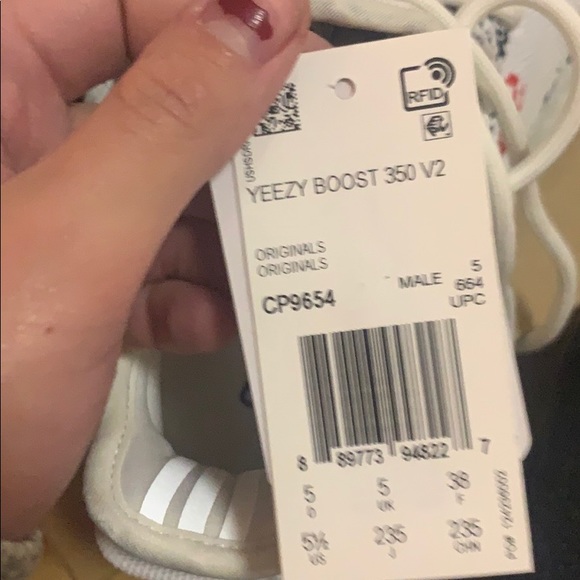 RFID
YEEZY BOOST 350 V2
ORIGINALS
ORIGINALS
CP9654 MALE 5
664
UPC
8 89773 94822 7
5 5 38
D UK F
5½ 235 235
US J CHN